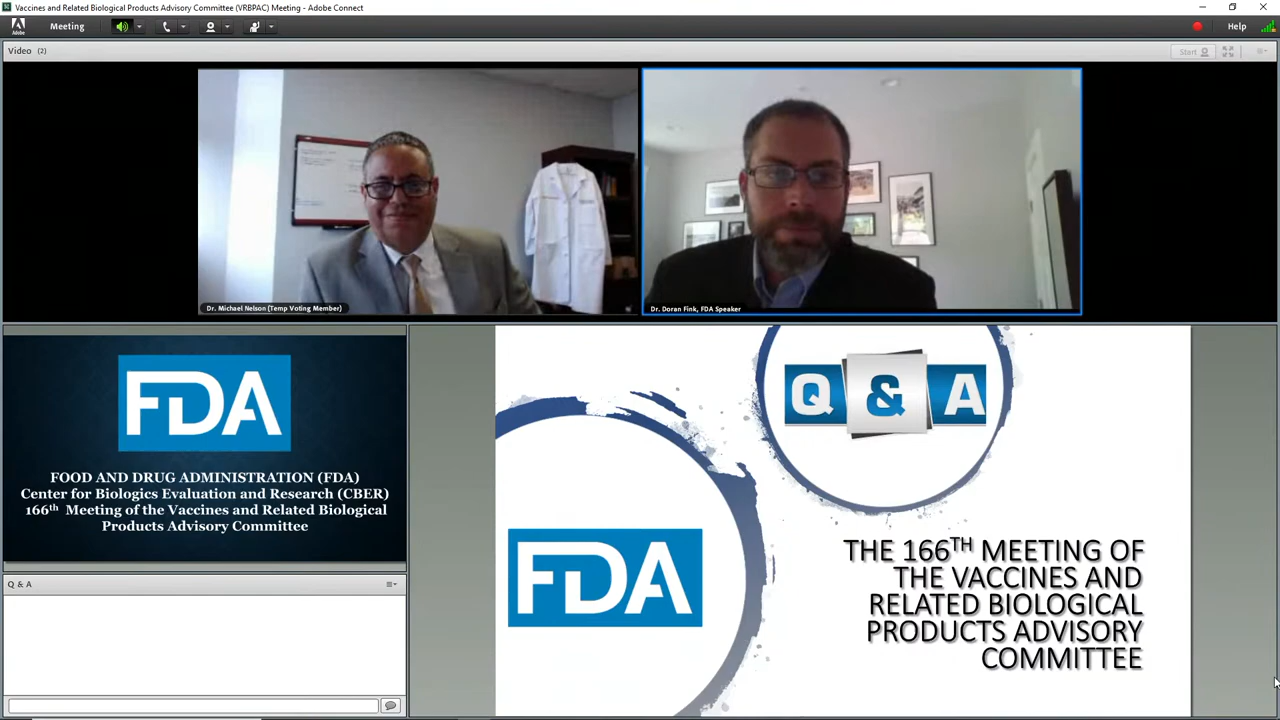 Vaccines and Related Biological Products Advisory Committee (VRBPAC) Meeting - Adobe Connect
Adobe
Meeting
Help
Video (2)
Start
Dr. Michael Nelson (Temp Voting Member)
Dr. Doran Fink, FDA Speaker
FDA
FOOD AND DRUG ADMINISTRATION (FDA)
Center for Biologics Evaluation and Research (CBER)
166th Meeting of the Vaccines and Related Biological
Products Advisory Committee
Q & A
Q & A
FDA
THE 166TH MEETING OF
THE VACCINES AND
RELATED BIOLOGICAL
PRODUCTS ADVISORY
COMMITTEE